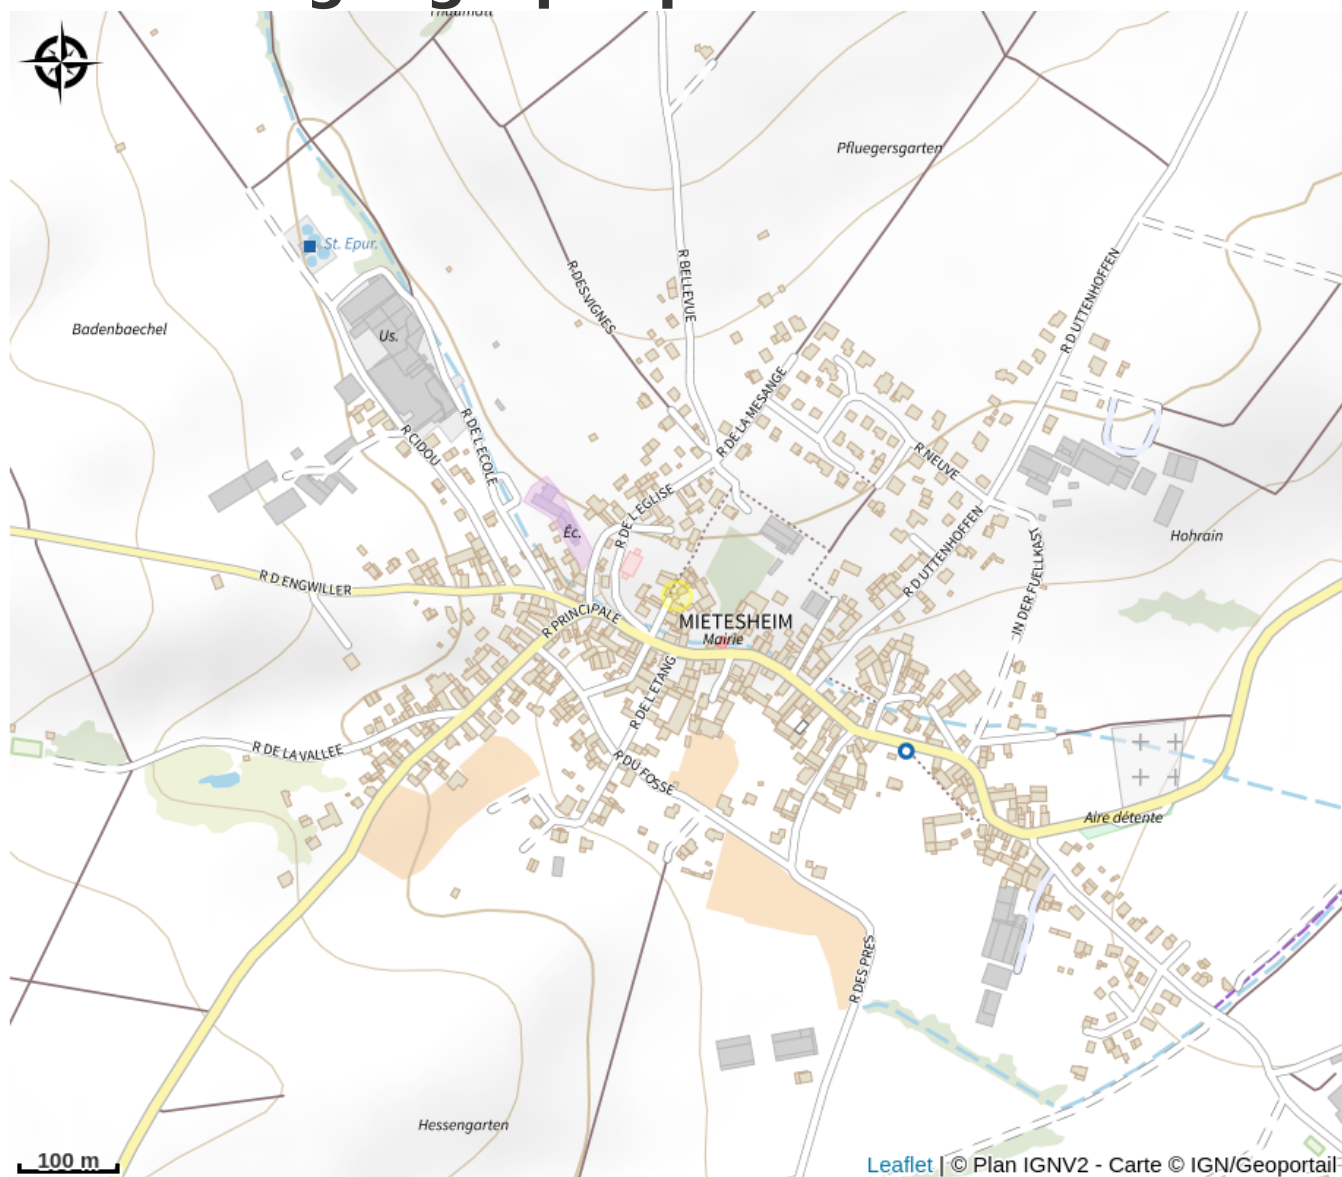 Pfluegersgarten
St. Epur.
R BELLEVUE
R DES VIGNES
R D UTTENHOFFEN
Badenbaechel
Us.
R DE LA MESANGE
R DE L'ECOLE
R CIDOU
R NEUVE
R DE L'EGLISE
Éc.
R D UTTENHOFFEN
Hohrain
IN DER FUELLKAST
R D ENGWILLER
R PRINCIPALE
MIETESHEIM
Mairie
R DE L'ETANG
R DE LA VALLEE
R DU FOSSE
Aire détente
R DES PRES
Hessengarten
100 m
Leaflet | © Plan IGNV2 - Carte © IGN/Geoportail